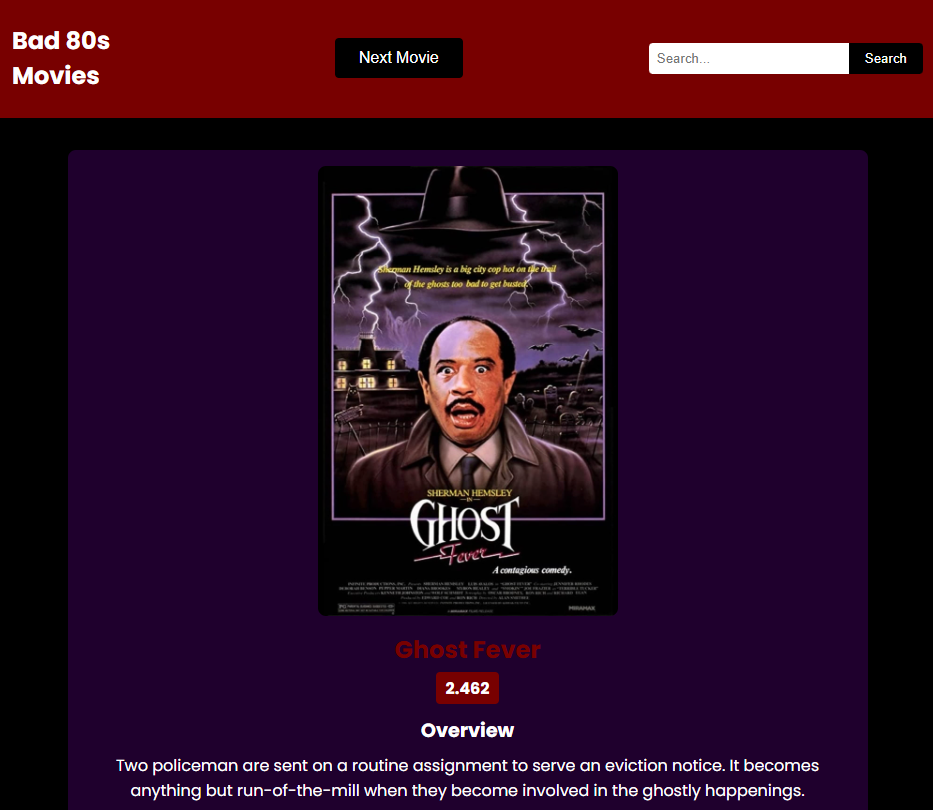 Bad 80s
Movies
Next Movie
Search...
Search
Sherman Hemsley is a big city cop hot on the trail
of the ghosts too bad to get busted.
SHERMAN HEMSLEY
IN
GHOST
Fever
A contagious comedy.
MIRAMAX
Ghost Fever
2.462
Overview
Two policeman are sent on a routine assignment to serve an eviction notice. It becomes
anything but run-of-the-mill when they become involved in the ghostly happenings.